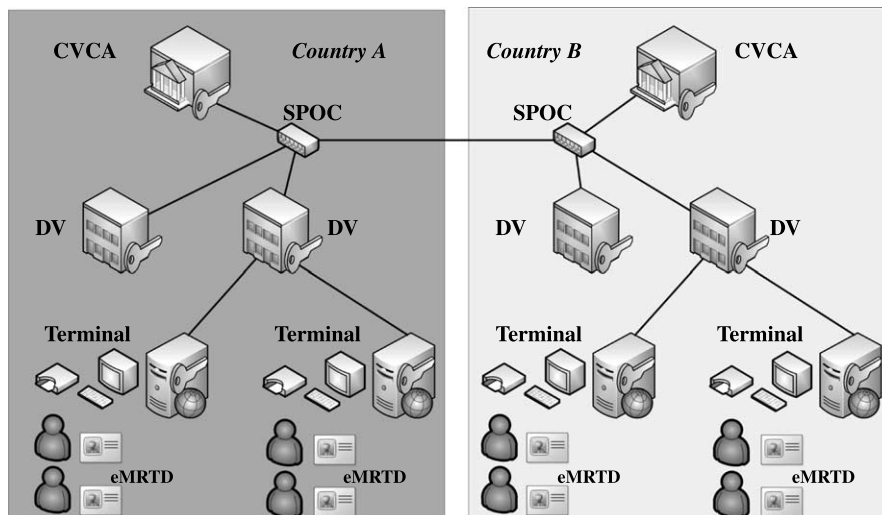 CVCA
Country A
SPOC
DV
DV
Terminal
Terminal
eMRTD
eMRTD
Country B
CVCA
SPOC
DV
DV
Terminal
Terminal
eMRTD
eMRTD